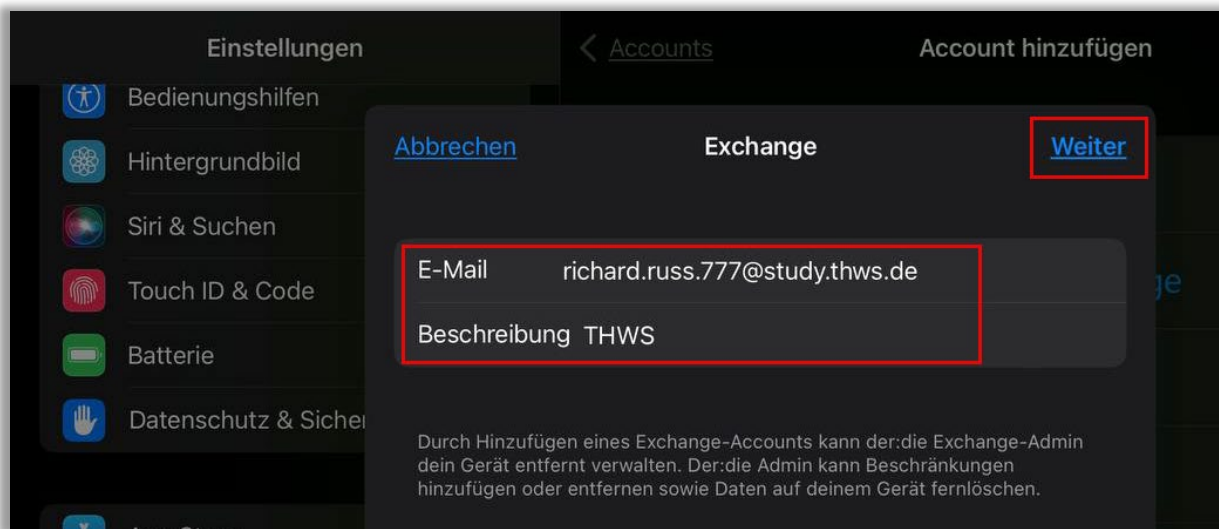 Einstellungen
Accounts
Account hinzufügen
Bedienungshilfen
Hintergrundbild
Siri & Suchen
Touch ID & Code
Batterie
Datenschutz & Sicher
Abbrechen
Exchange
Weiter
E-Mail richard.russ.777@study.thws.de
Beschreibung THWS
Durch Hinzufügen eines Exchange-Accounts kann der:die Exchange-Admin
dein Gerät entfernt verwalten. Der:die Admin kann Beschränkungen
hinzufügen oder entfernen sowie Daten auf deinem Gerät fernlöschen.
ge